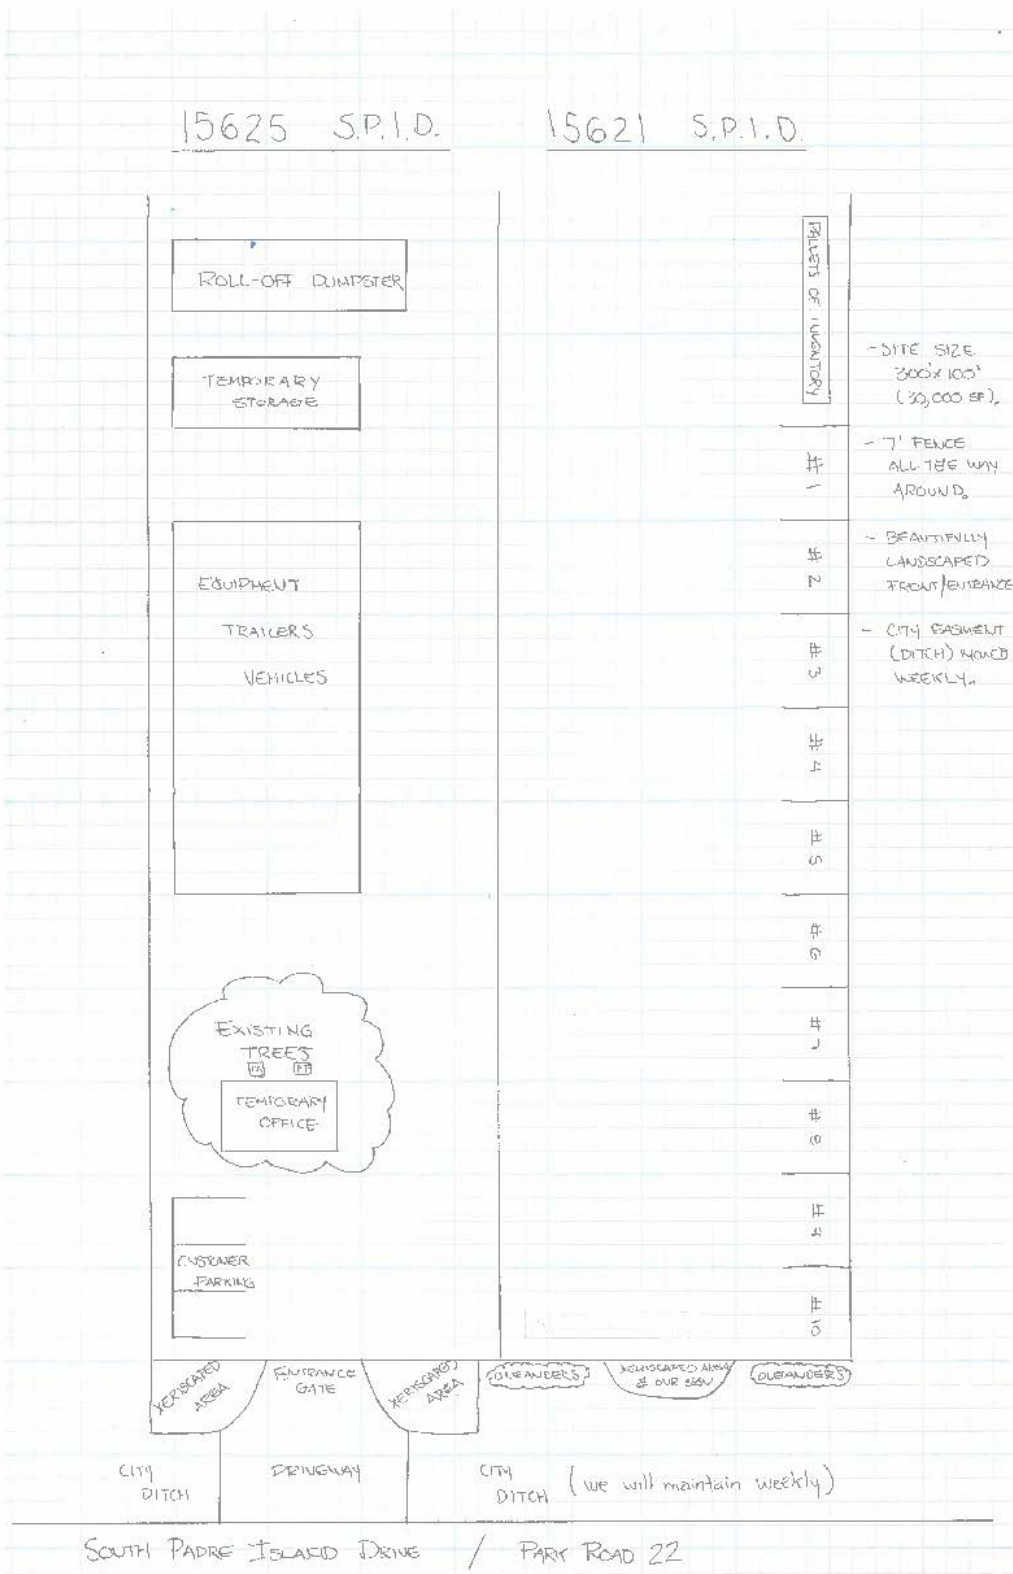 15625 S.P.I.D.
15621 S.P.I.D.
ROLL-OFF DUMPSTER
TEMPORARY
STORAGE
EQUIPMENT
TRAILERS
VEHICLES
EXISTING
TREES
TEMPORARY
OFFICE
CUSTOMER
PARKING
PALLETS OF INVENTORY
#1
#2
#3
#4
#5
#6
#7
#8
#9
#10
-SITE SIZE
300'x100'
(30,000 SF).
- 7' FENCE
ALL THE WAY
AROUND.
- BEAUTIFULLY
LANDSCAPED
FRONT/ENTRANCE
- CITY EASMENT
(DITCH) MOWED
WEEKLY.
XERISCAPED
AREA
ENTRANCE
GATE
XERISCAPED
AREA
OLEANDERS
XERISCAPED AREA
& OUR SIGN
OLEANDERS
CITY
DITCH
DRIVEWAY
CITY
DITCH (we will maintain weekly)
SOUTH PADRE ISLAND DRIVE / PARK ROAD 22